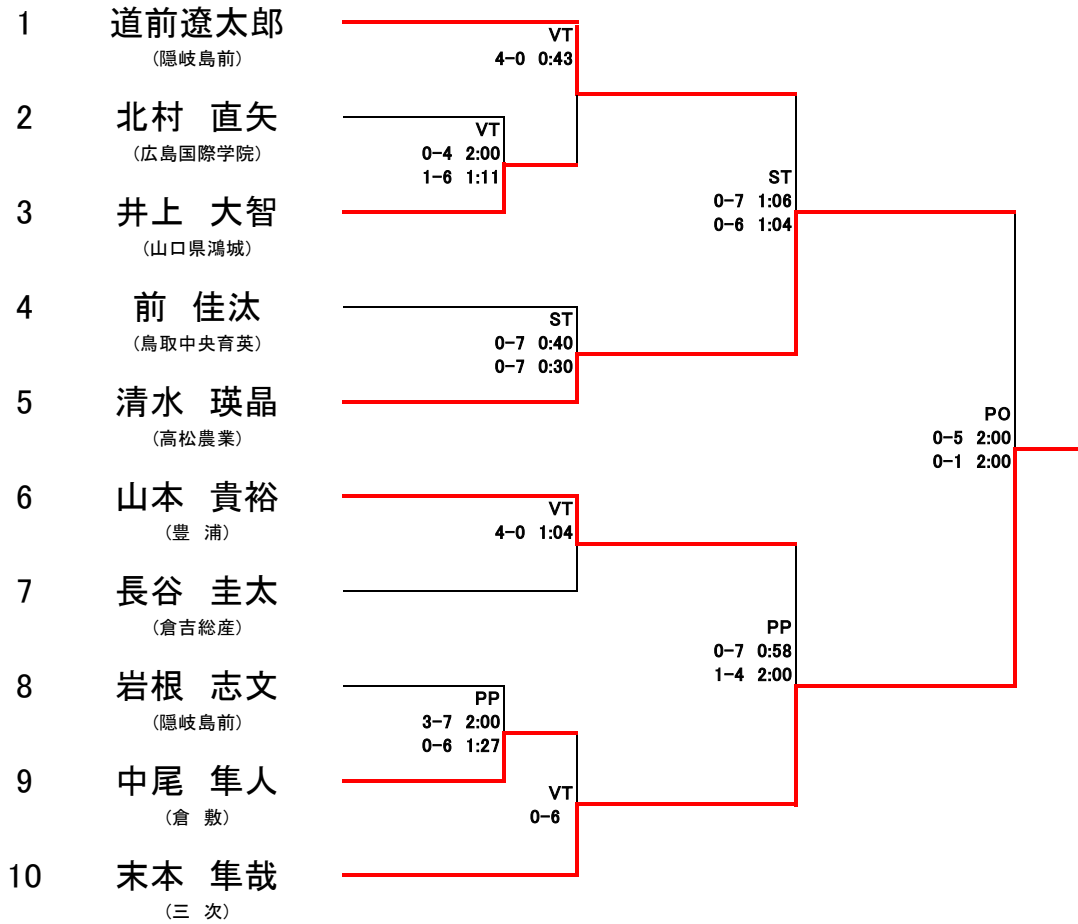 1 道前遼太郎
(隠岐島前)
VT
4-0 0:43
2 北村 直矢
(広島国際学院)
VT
0-4 2:00
1-6 1:11
3 井上 大智
(山口県鴻城)
ST
0-7 1:06
0-6 1:04
4 前 佳汰
(鳥取中央育英)
ST
0-7 0:40
0-7 0:30
5 清水 瑛晶
(高松農業)
PO
0-5 2:00
0-1 2:00
6 山本 貴裕
(豊 浦)
VT
4-0 1:04
7 長谷 圭太
(倉吉総産)
PP
0-7 0:58
1-4 2:00
8 岩根 志文
(隠岐島前)
PP
3-7 2:00
0-6 1:27
9 中尾 隼人
(倉 敷)
VT
0-6
10 末本 隼哉
(三 次)